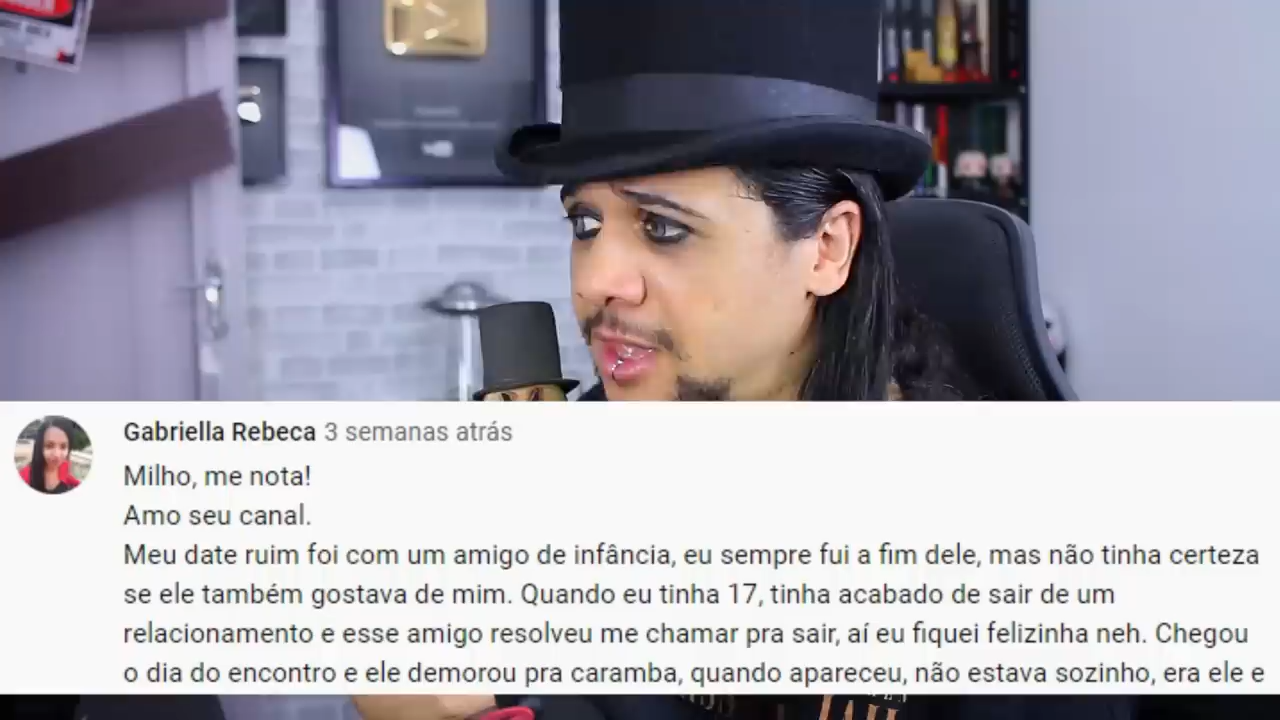 Gabriella Rebeca 3 semanas atrás
Milho, me nota!
Amo seu canal.
Meu date ruim foi com um amigo de infância, eu sempre fui a fim dele, mas não tinha certeza
se ele também gostava de mim. Quando eu tinha 17, tinha acabado de sair de um
relacionamento e esse amigo resolveu me chamar pra sair, aí eu fiquei felizinha neh. Chegou
o dia do encontro e ele demorou pra caramba, quando apareceu, não estava sozinho, era ele e